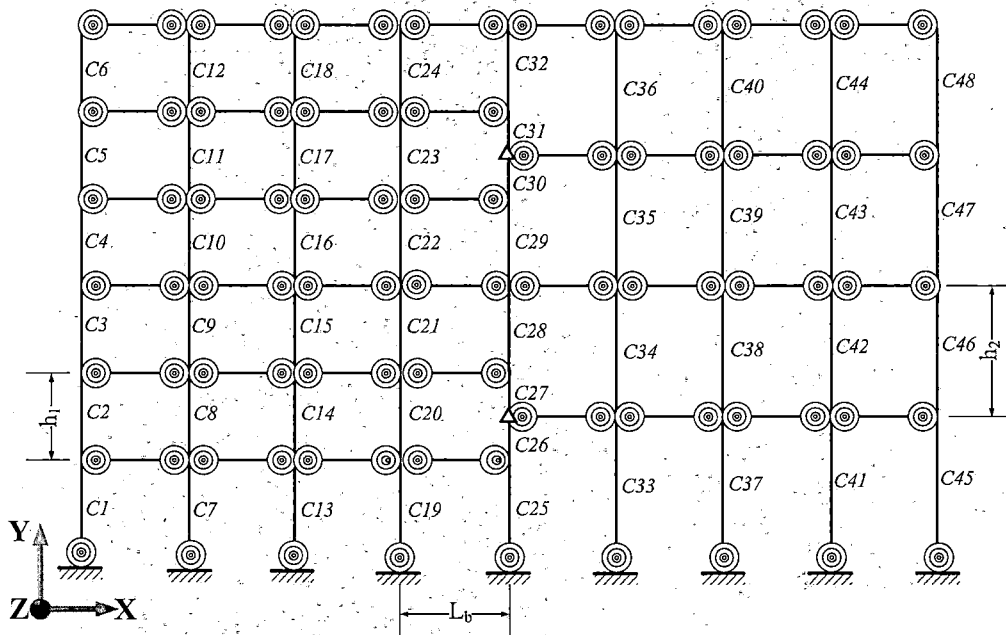 C6 C12 C18 C24 C32 C36 C40 C44 C48
C5 C11 C17 C23 C31
C30
C4 C10 C16 C22 C29 C35 C39 C43 C47
C3 C9 C15 C21 C28 C34 C38 C42 C46
h₂
C27
h₁ C2 C8 C14 C20
C26
C1 C7 C13 C19 C25 C33 C37 C41 C45
Y
Z X
L_b